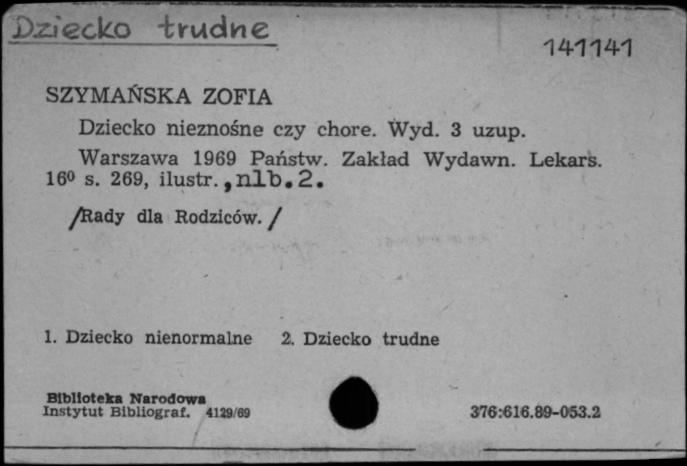 Dziecko trudne
141141
SZYMAŃSKA ZOFIA
Dziecko nieznośne czy chore. Wyd. 3 uzup.
Warszawa 1969 Państw. Zakład Wydawn. Lekars.
16⁰ s. 269, ilustr., nlb.2.
/Rady dla Rodziców./
1. Dziecko nienormalne 2. Dziecko trudne
Biblioteka Narodowa
Instytut Bibliograf. 4129/69
376:616.89-053.2